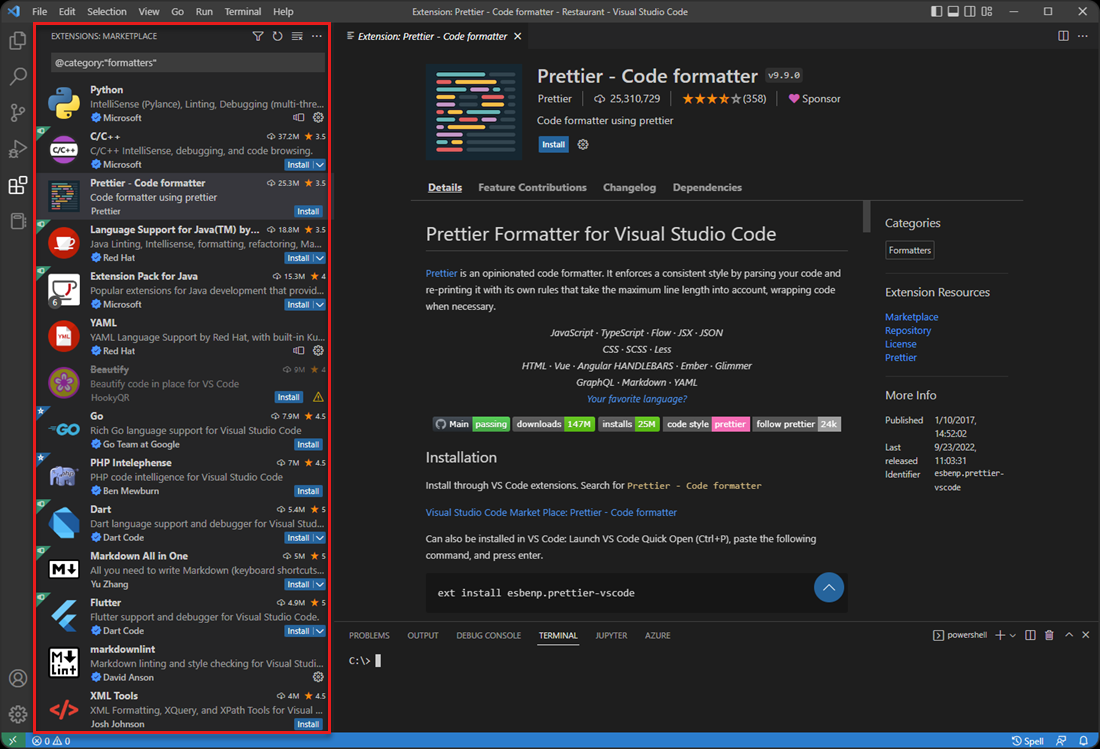 File Edit Selection View Go Run Terminal Help
Extension: Prettier - Code formatter - Restaurant - Visual Studio Code
EXTENSIONS: MARKETPLACE
@category:"formatters"
Python
IntelliSense (Pylance), Linting, Debugging (multi-thre...
Microsoft
C/C++
C/C++
37.2M 3.5
C/C++ IntelliSense, debugging, and code browsing.
Microsoft
Install
Prettier - Code formatter
25.3M 3.5
Code formatter using prettier
Prettier
Install
Language Support for Java(TM) by...
18.8M 3.5
Java Linting, Intellisense, formatting, refactoring, Ma...
Red Hat
Install
Extension Pack for Java
15.3M 4
Popular extensions for Java development that provid...
6
Microsoft
Install
YAML
YML
YAML Language Support by Red Hat, with built-in Ku...
Red Hat
Beautify
9M 4
Beautify code in place for VS Code
HookyQR
Install
Go
7.9M 4.5
GO
Rich Go language support for Visual Studio Code
Go Team at Google
Install
PHP Intelephense
7M 4.5
PHP code intelligence for Visual Studio Code
Ben Mewburn
Install
Dart
5.4M 5
Dart language support and debugger for Visual Stud...
Dart Code
Install
Markdown All in One
5M 5
M
All you need to write Markdown (keyboard shortcuts...
Yu Zhang
Install
Flutter
4.9M 5
Flutter support and debugger for Visual Studio Code.
Dart Code
Install
markdownlint
M
Lint
Markdown linting and style checking for Visual Studi...
David Anson
XML Tools
4M 4.5
XML Formatting, XQuery, and XPath Tools for Visual ...
Josh Johnson
Install
Extension: Prettier - Code formatter
Prettier - Code formatter v9.9.0
Prettier 25,310,729 (358) Sponsor
Code formatter using prettier
Install
Details Feature Contributions Changelog Dependencies
Prettier Formatter for Visual Studio Code
Prettier is an opinionated code formatter. It enforces a consistent style by parsing your code and
re-printing it with its own rules that take the maximum line length into account, wrapping code
when necessary.
JavaScript · TypeScript · Flow · JSX · JSON
CSS · SCSS · Less
HTML · Vue · Angular HANDLEBARS · Ember · Glimmer
GraphQL · Markdown · YAML
Your favorite language?
Main passing downloads 147M installs 25M code style prettier follow prettier 24k
Installation
Install through VS Code extensions. Search for Prettier - Code formatter
Visual Studio Code Market Place: Prettier - Code formatter
Can also be installed in VS Code: Launch VS Code Quick Open (Ctrl+P), paste the following
command, and press enter.
ext install esbenp.prettier-vscode
Categories
Formatters
Extension Resources
Marketplace
Repository
License
Prettier
More Info
Published 1/10/2017,
14:52:02
Last 9/23/2022,
released 11:03:31
Identifier esbenp.prettier-
vscode
PROBLEMS OUTPUT DEBUG CONSOLE TERMINAL JUPYTER AZURE
powershell
C:\>
0 0
Spell